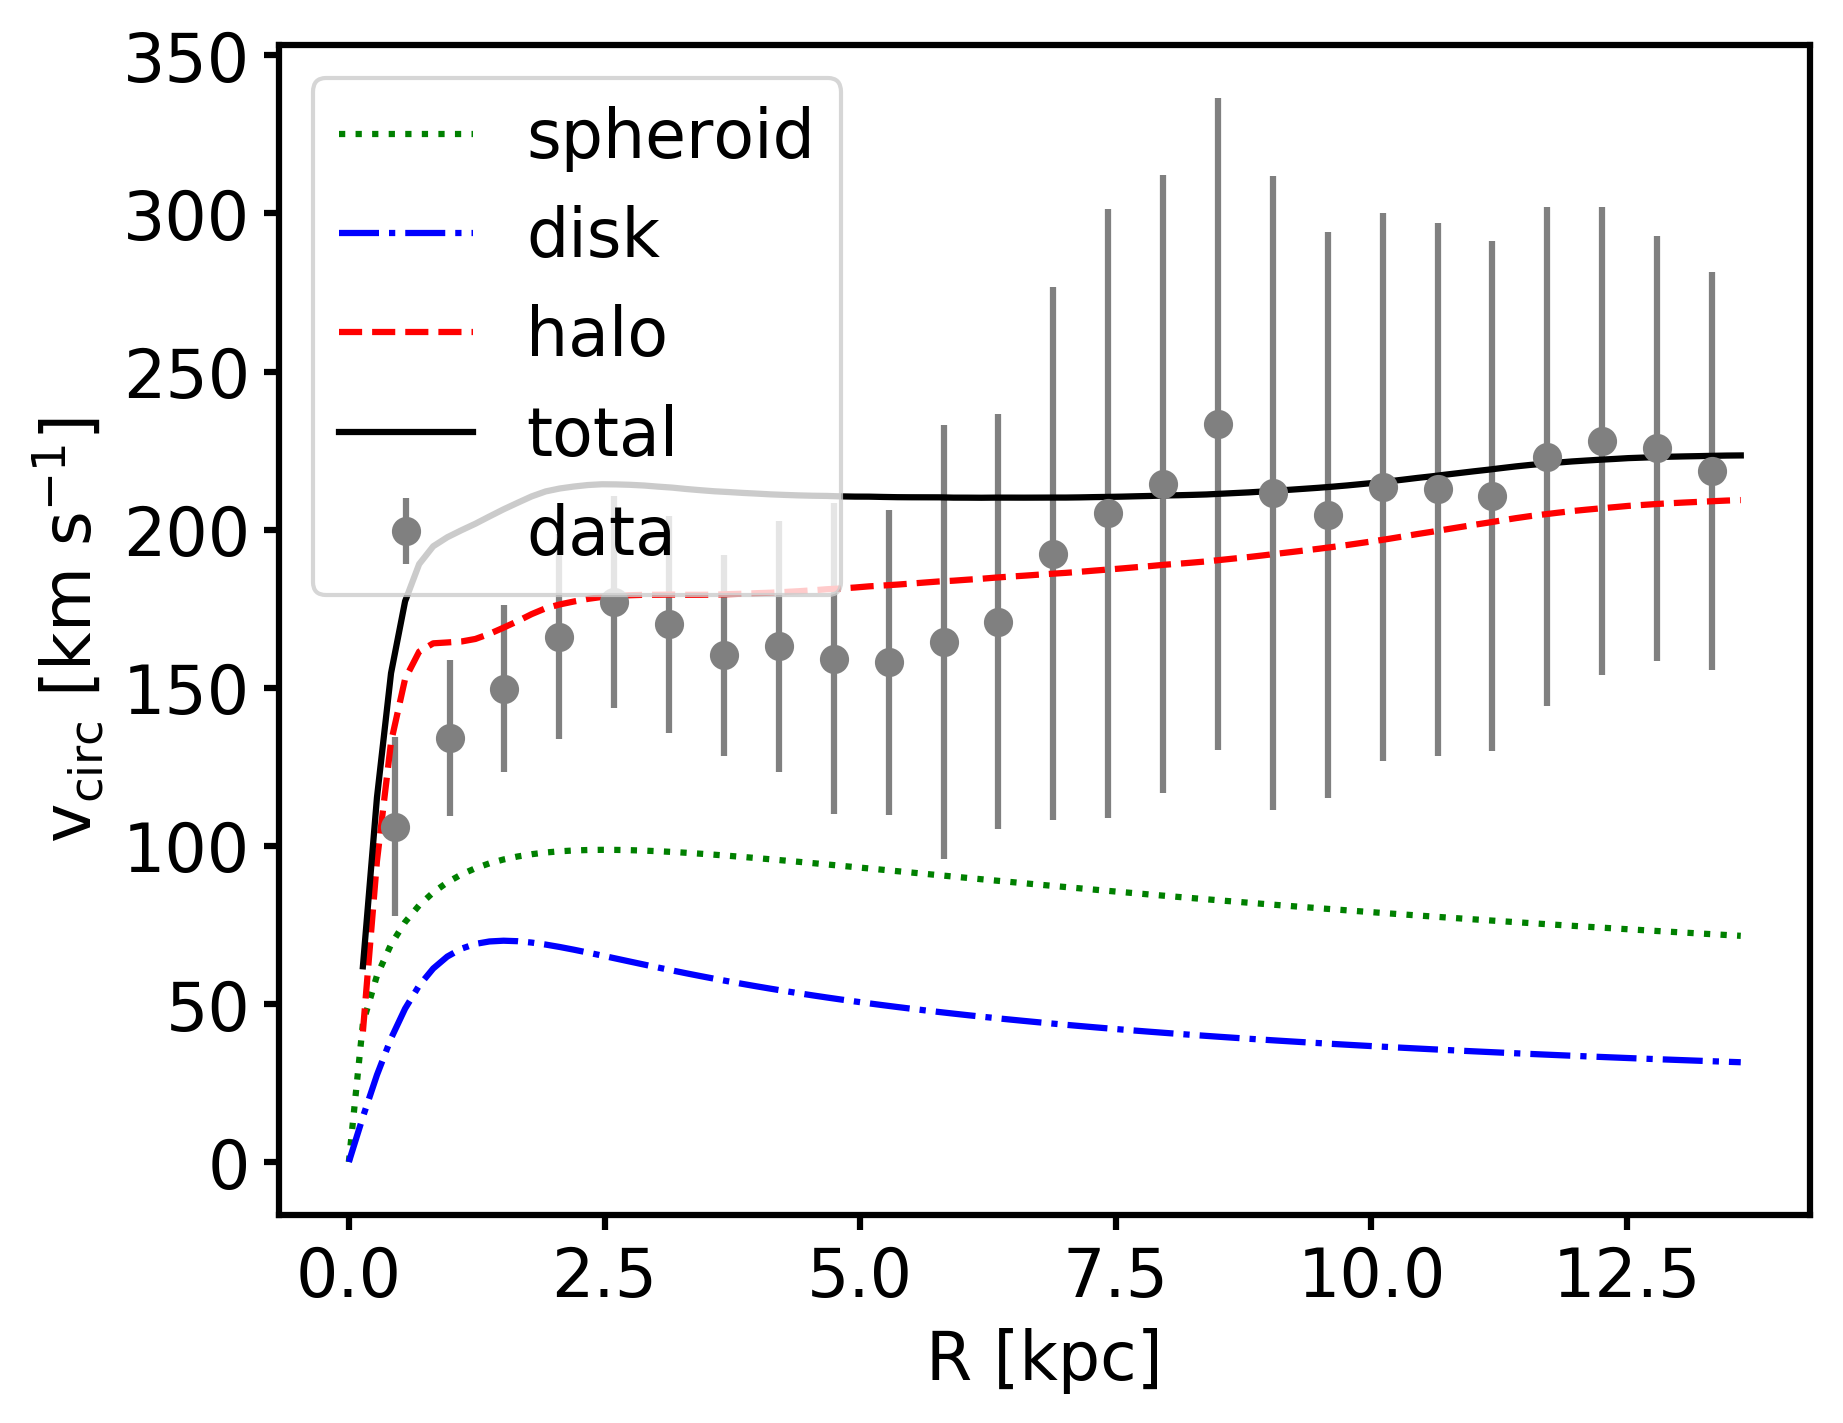 350
300
250
200
150
100
50
0
v_circ [km s⁻¹]
spheroid
disk
halo
total
data
0.0 2.5 5.0 7.5 10.0 12.5
R [kpc]